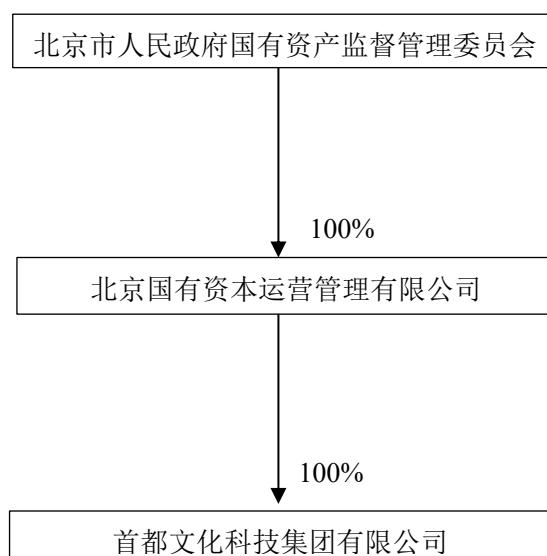 北京市人民政府国有资产监督管理委员会
100%
北京国有资本运营管理有限公司
100%
首都文化科技集团有限公司